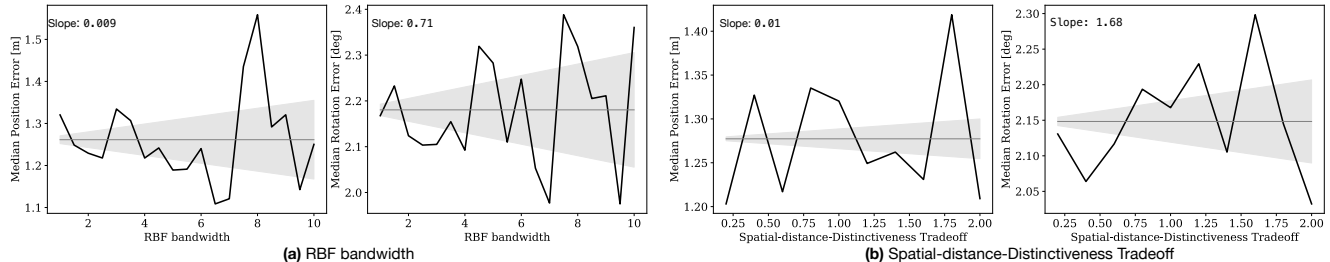 Slope: 0.009
1.5
1.4
1.3
1.2
1.1
Median Position Error [m]
2 4 6 8 10
RBF bandwidth
Slope: 0.71
2.4
2.3
2.2
2.1
2.0
Median Rotation Error [deg]
2 4 6 8 10
RBF bandwidth
(a) RBF bandwidth
Slope: 0.01
1.40
1.35
1.30
1.25
1.20
Median Position Error [m]
0.25 0.50 0.75 1.00 1.25 1.50 1.75 2.00
Spatial-distance-Distinctiveness Tradeoff
Slope: 1.68
2.30
2.25
2.20
2.15
2.10
2.05
Median Rotation Error [deg]
0.25 0.50 0.75 1.00 1.25 1.50 1.75 2.00
Spatial-distance-Distinctiveness Tradeoff
(b) Spatial-distance-Distinctiveness Tradeoff